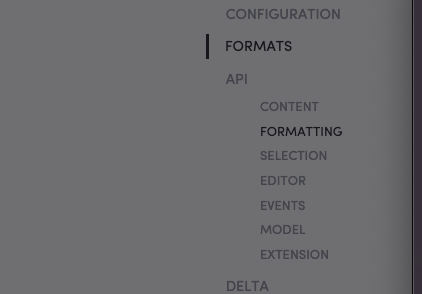 CONFIGURATION
FORMATS
API
CONTENT
FORMATTING
SELECTION
EDITOR
EVENTS
MODEL
EXTENSION
DELTA